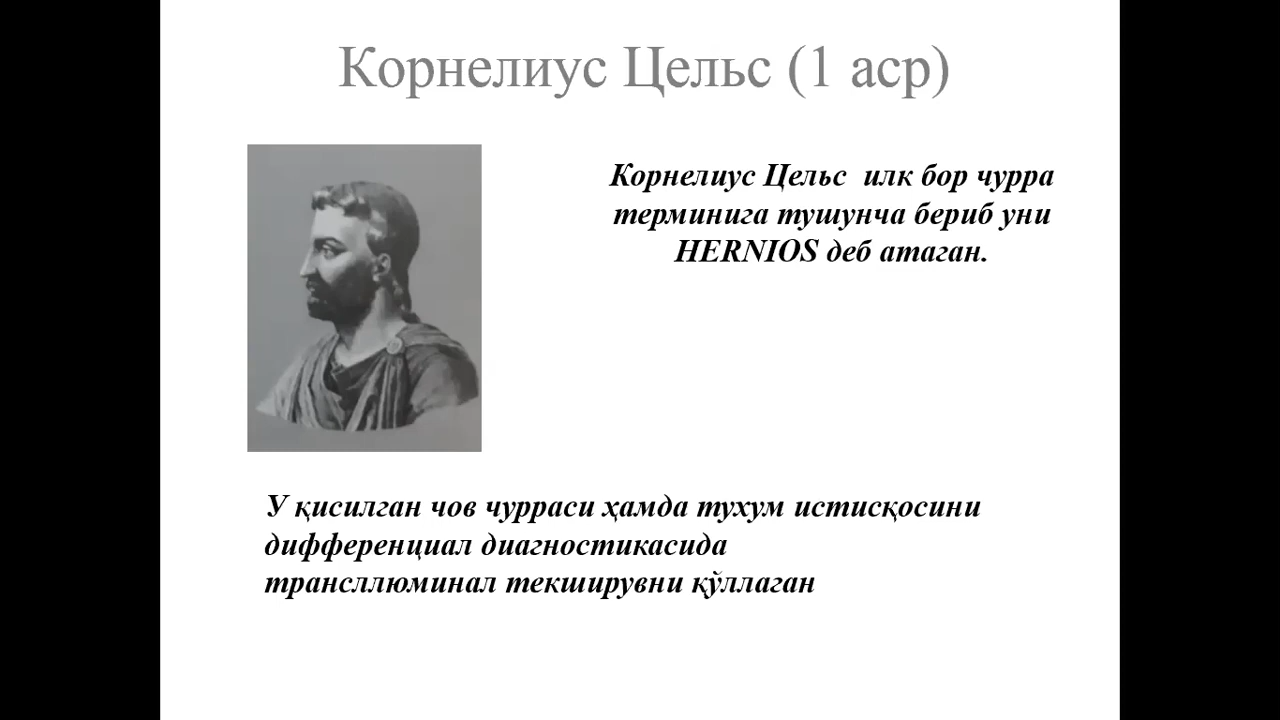 Корнелиус Цельс (1 аср)
Корнелиус Цельс илк бор чурра
терминига тушунча бериб уни
HERNIOS деб атаган.
У қисилган чов чурраси ҳамда тухум истисқосини
дифференциал диагностикасида
трансллюминал текширувни қўллаган